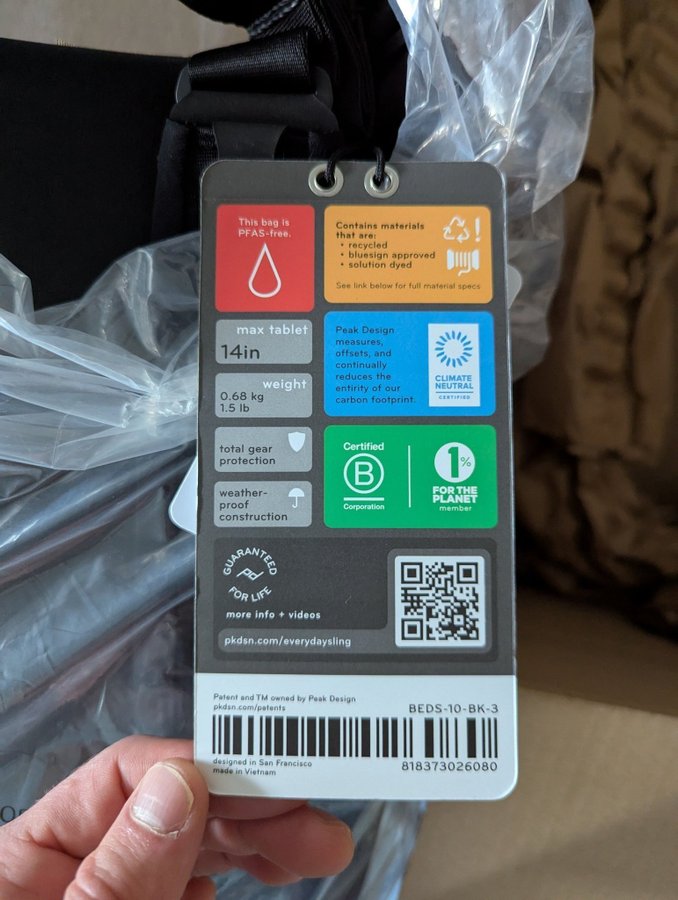 This bag is
PFAS-free.
Contains materials
that are:
• recycled
• bluesign approved
• solution dyed
See link below for full material specs
max tablet
14in
weight
0.68 kg
1.5 lb
Peak Design
measures,
offsets, and
continually
reduces the
entirity of our
carbon footprint.
CLIMATE
NEUTRAL
CERTIFIED
total gear
protection
weather-
proof
construction
Certified
B
Corporation
1%
FOR THE
PLANET
member
GUARANTEED
pd
FOR LIFE
more info + videos
pkdsn.com/everydaysling
Patent and TM owned by Peak Design
pkdsn.com/patents
BEDS-10-BK-3
designed in San Francisco
made in Vietnam
818373026080